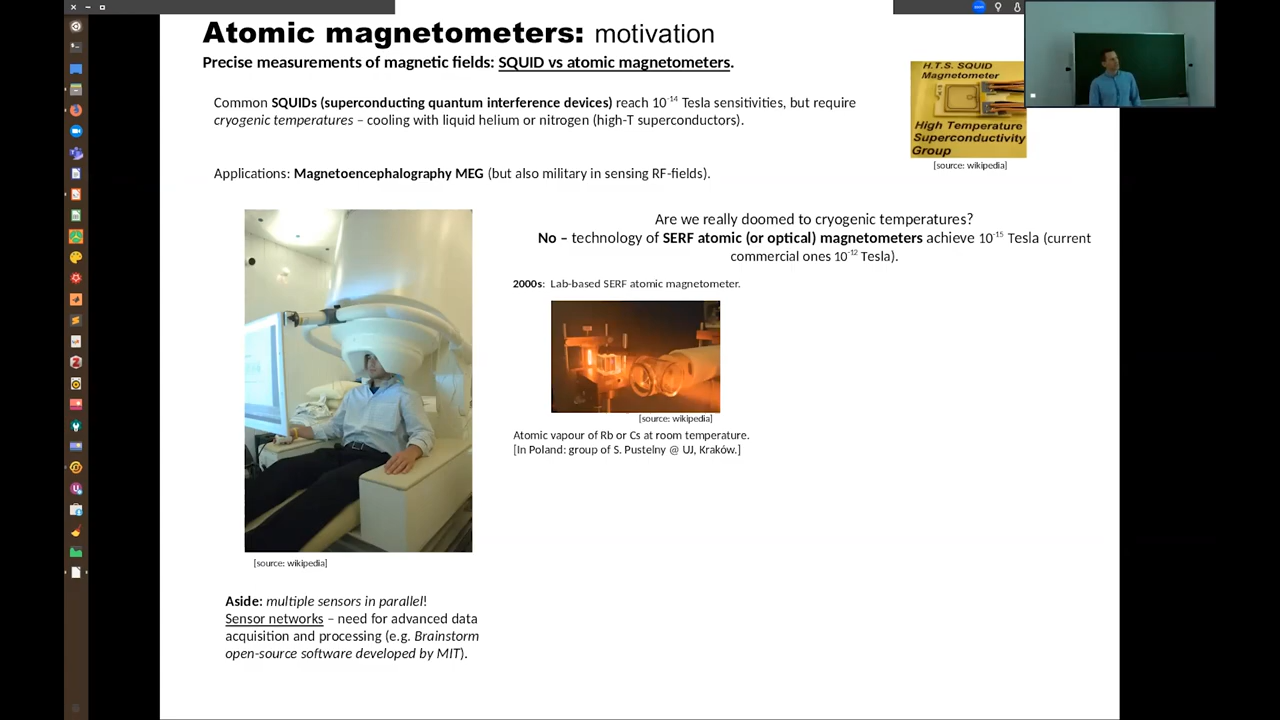 Atomic magnetometers: motivation
Precise measurements of magnetic fields: SQUID vs atomic magnetometers.
Common SQUIDs (superconducting quantum interference devices) reach 10⁻¹⁴ Tesla sensitivities, but require
cryogenic temperatures – cooling with liquid helium or nitrogen (high-T superconductors).
H.T.S. SQUID
Magnetometer
High Temperature
Superconductivity
Group
[source: wikipedia]
Applications: Magnetoencephalography MEG (but also military in sensing RF-fields).
Are we really doomed to cryogenic temperatures?
No – technology of SERF atomic (or optical) magnetometers achieve 10⁻¹⁵ Tesla (current
commercial ones 10⁻¹² Tesla).
2000s: Lab-based SERF atomic magnetometer.
[source: wikipedia]
Atomic vapour of Rb or Cs at room temperature.
[In Poland: group of S. Pustelny @ UJ, Kraków.]
[source: wikipedia]
Aside: multiple sensors in parallel!
Sensor networks – need for advanced data
acquisition and processing (e.g. Brainstorm
open-source software developed by MIT).